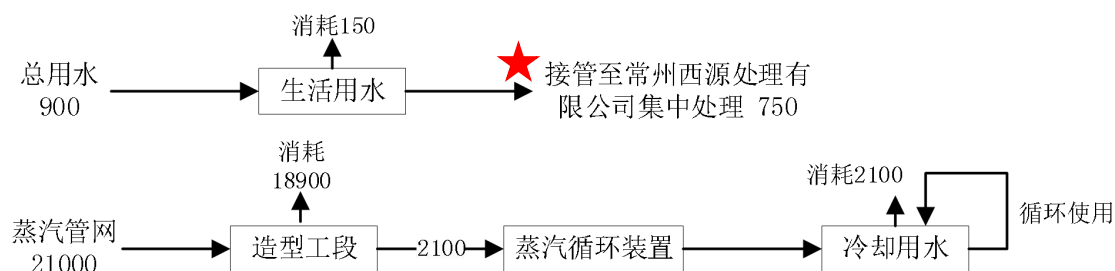 消耗150
总用水
900
生活用水
接管至常州西源处理有
限公司集中处理 750
消耗
18900
消耗2100
蒸汽管网
21000
造型工段
2100
蒸汽循环装置
冷却用水
循环使用